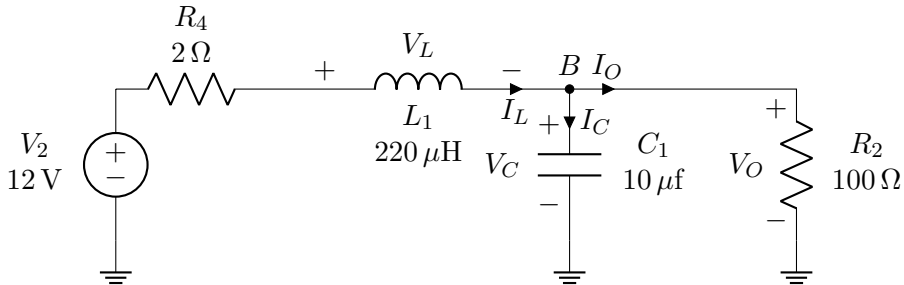 R4
2 Ω
+
VL
−
B
IO
IL
L1
220 μH
+
IC
+
V2
12 V
+
−
VC
C1
10 μf
−
VO
R2
100 Ω
−